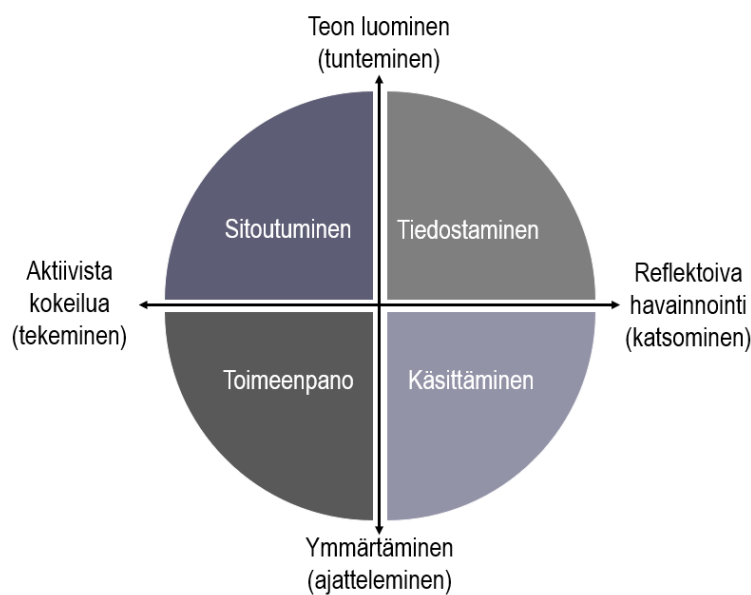 Teon luominen
(tunteminen)
Sitoutuminen
Tiedostaminen
Aktiivista
kokeilua
(tekeminen)
Reflektoiva
havainnointi
(katsominen)
Toimeenpano
Käsittäminen
Ymmärtäminen
(ajatteleminen)